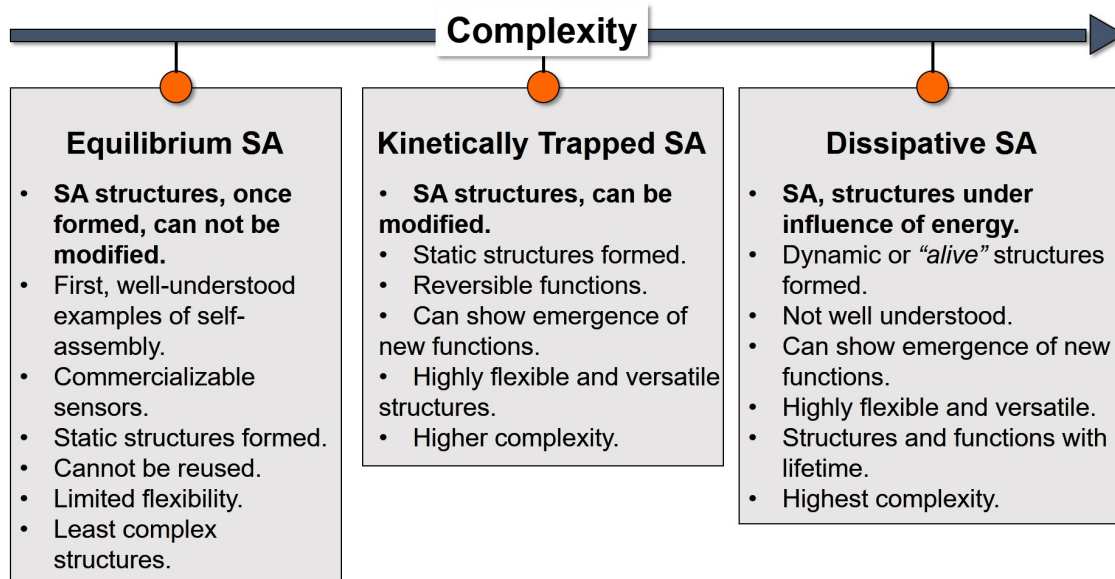 Complexity
Equilibrium SA
• SA structures, once
formed, can not be
modified.
• First, well-understood
examples of self-
assembly.
• Commercializable
sensors.
• Static structures formed.
• Cannot be reused.
• Limited flexibility.
• Least complex
structures.
Kinetically Trapped SA
• SA structures, can be
modified.
• Static structures formed.
• Reversible functions.
• Can show emergence of
new functions.
• Highly flexible and versatile
structures.
• Higher complexity.
Dissipative SA
• SA, structures under
influence of energy.
• Dynamic or “alive” structures
formed.
• Not well understood.
• Can show emergence of new
functions.
• Highly flexible and versatile.
• Structures and functions with
lifetime.
• Highest complexity.